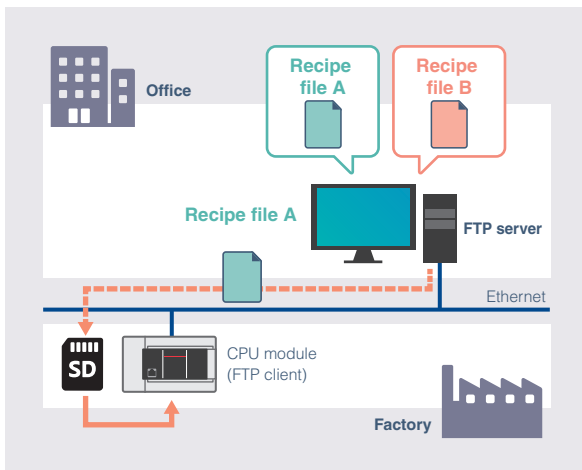 Office
Recipe
file A
Recipe
file B
Recipe file A
FTP server
Ethernet
SD
CPU module
(FTP client)
Factory